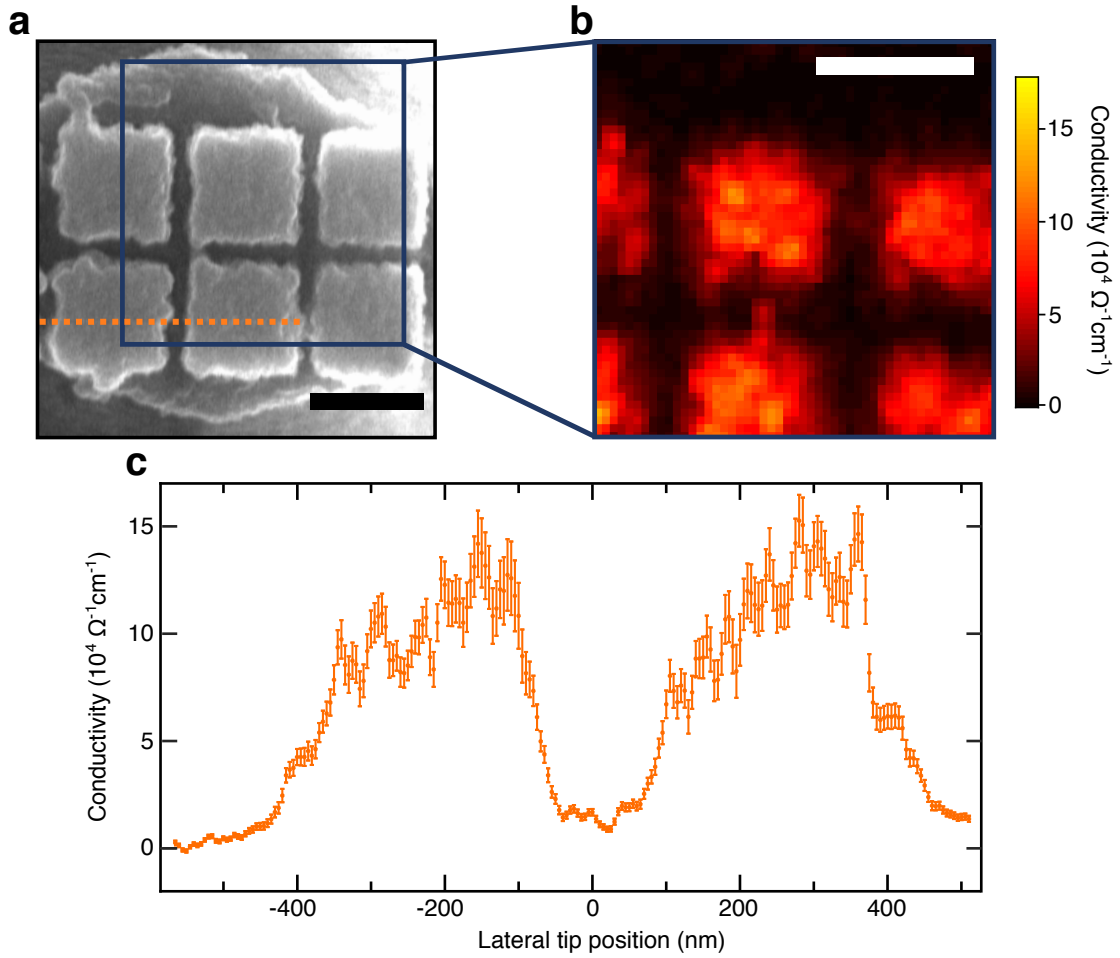 a
b
15
10
5
0
Conductivity (10⁴ Ω⁻¹cm⁻¹)
c
15
10
5
0
Conductivity (10⁴ Ω⁻¹cm⁻¹)
-400 -200 0 200 400
Lateral tip position (nm)